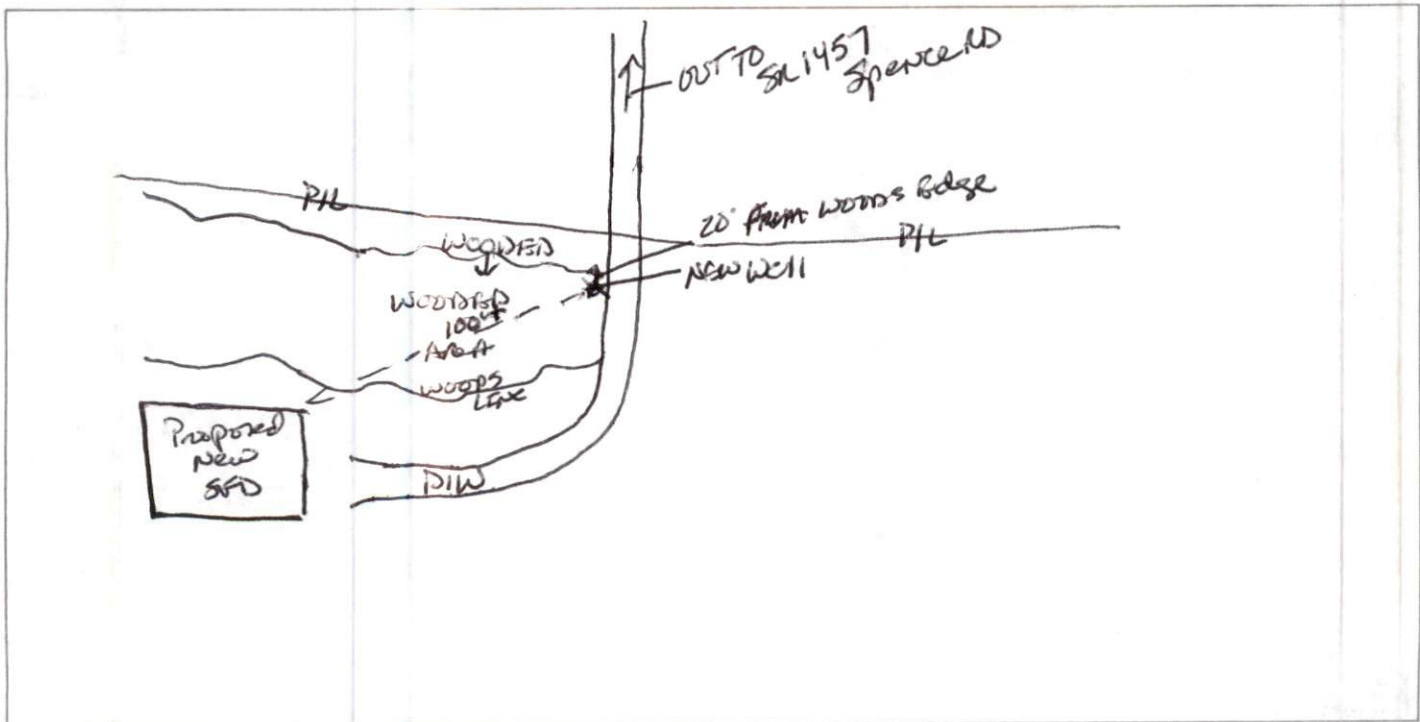 OUT TO
SR 1457
Spence RD
P/L
20' FROM WOODS Edge
P/L
WOODED
NEW WELL
WOODED
100'+
AREA
WOODS
LINE
Proposed
New
SFD
D/W